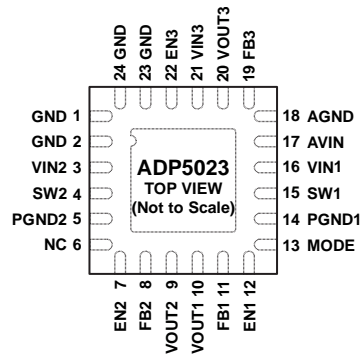 24 GND
23 GND
22 EN3
21 VIN3
20 VOUT3
19 FB3
GND 1
GND 2
VIN2 3
SW2 4
PGND2 5
NC 6
ADP5023
TOP VIEW
(Not to Scale)
18 AGND
17 AVIN
16 VIN1
15 SW1
14 PGND1
13 MODE
EN2 7
FB2 8
VOUT2 9
VOUT1 10
FB1 11
EN1 12